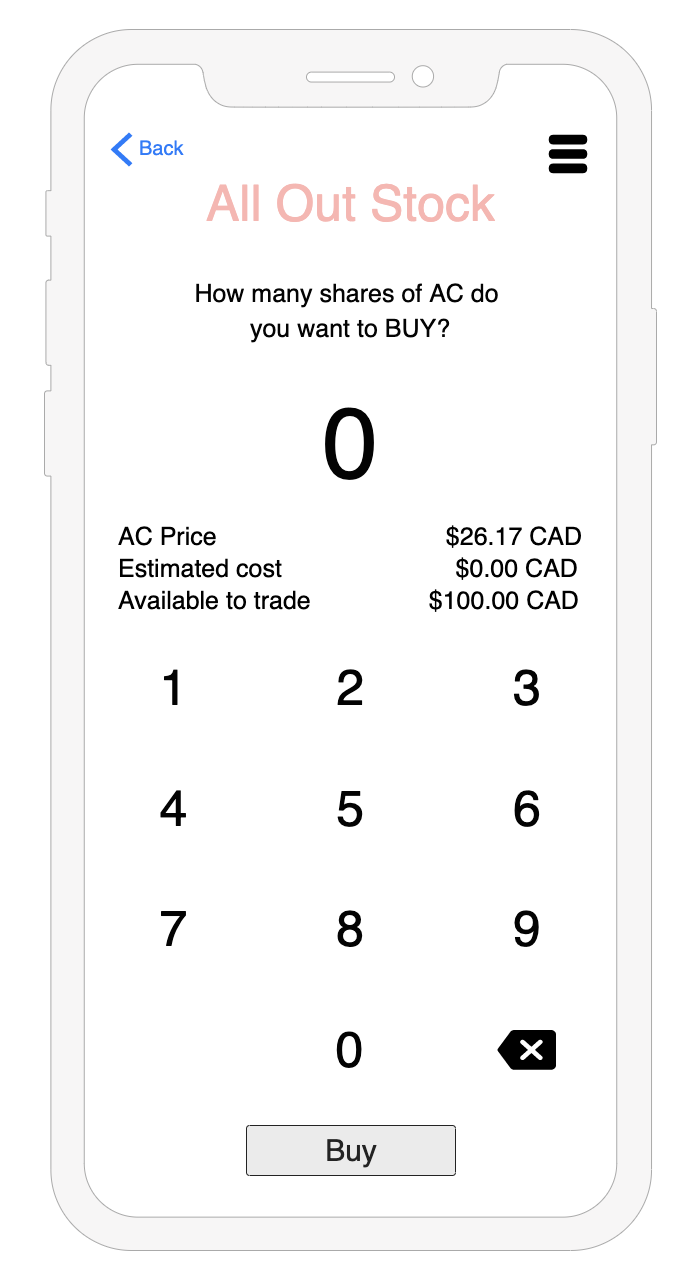 Back
All Out Stock
How many shares of AC do
you want to BUY?
0
AC Price $26.17 CAD
Estimated cost $0.00 CAD
Available to trade $100.00 CAD
1 2 3
4 5 6
7 8 9
0
Buy